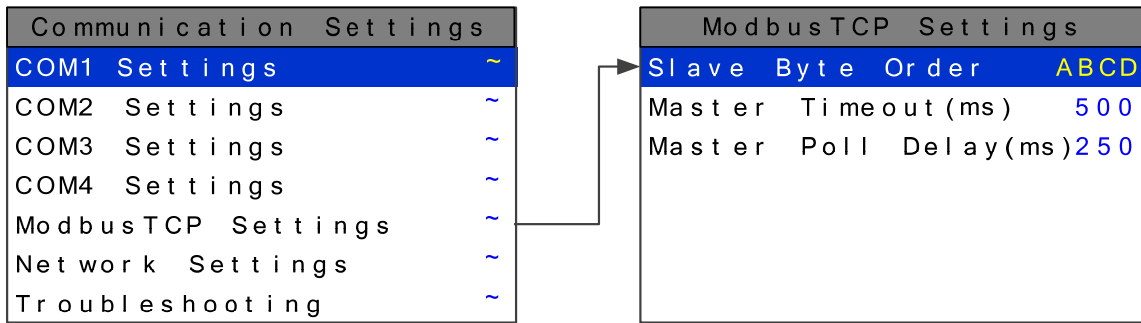 Communication Settings
COM1 Settings ~
COM2 Settings ~
COM3 Settings ~
COM4 Settings ~
ModbusTCP Settings ~
Network Settings ~
Troubleshooting ~
ModbusTCP Settings
Slave Byte Order ABCD
Master Timeout(ms) 500
Master Poll Delay(ms)250